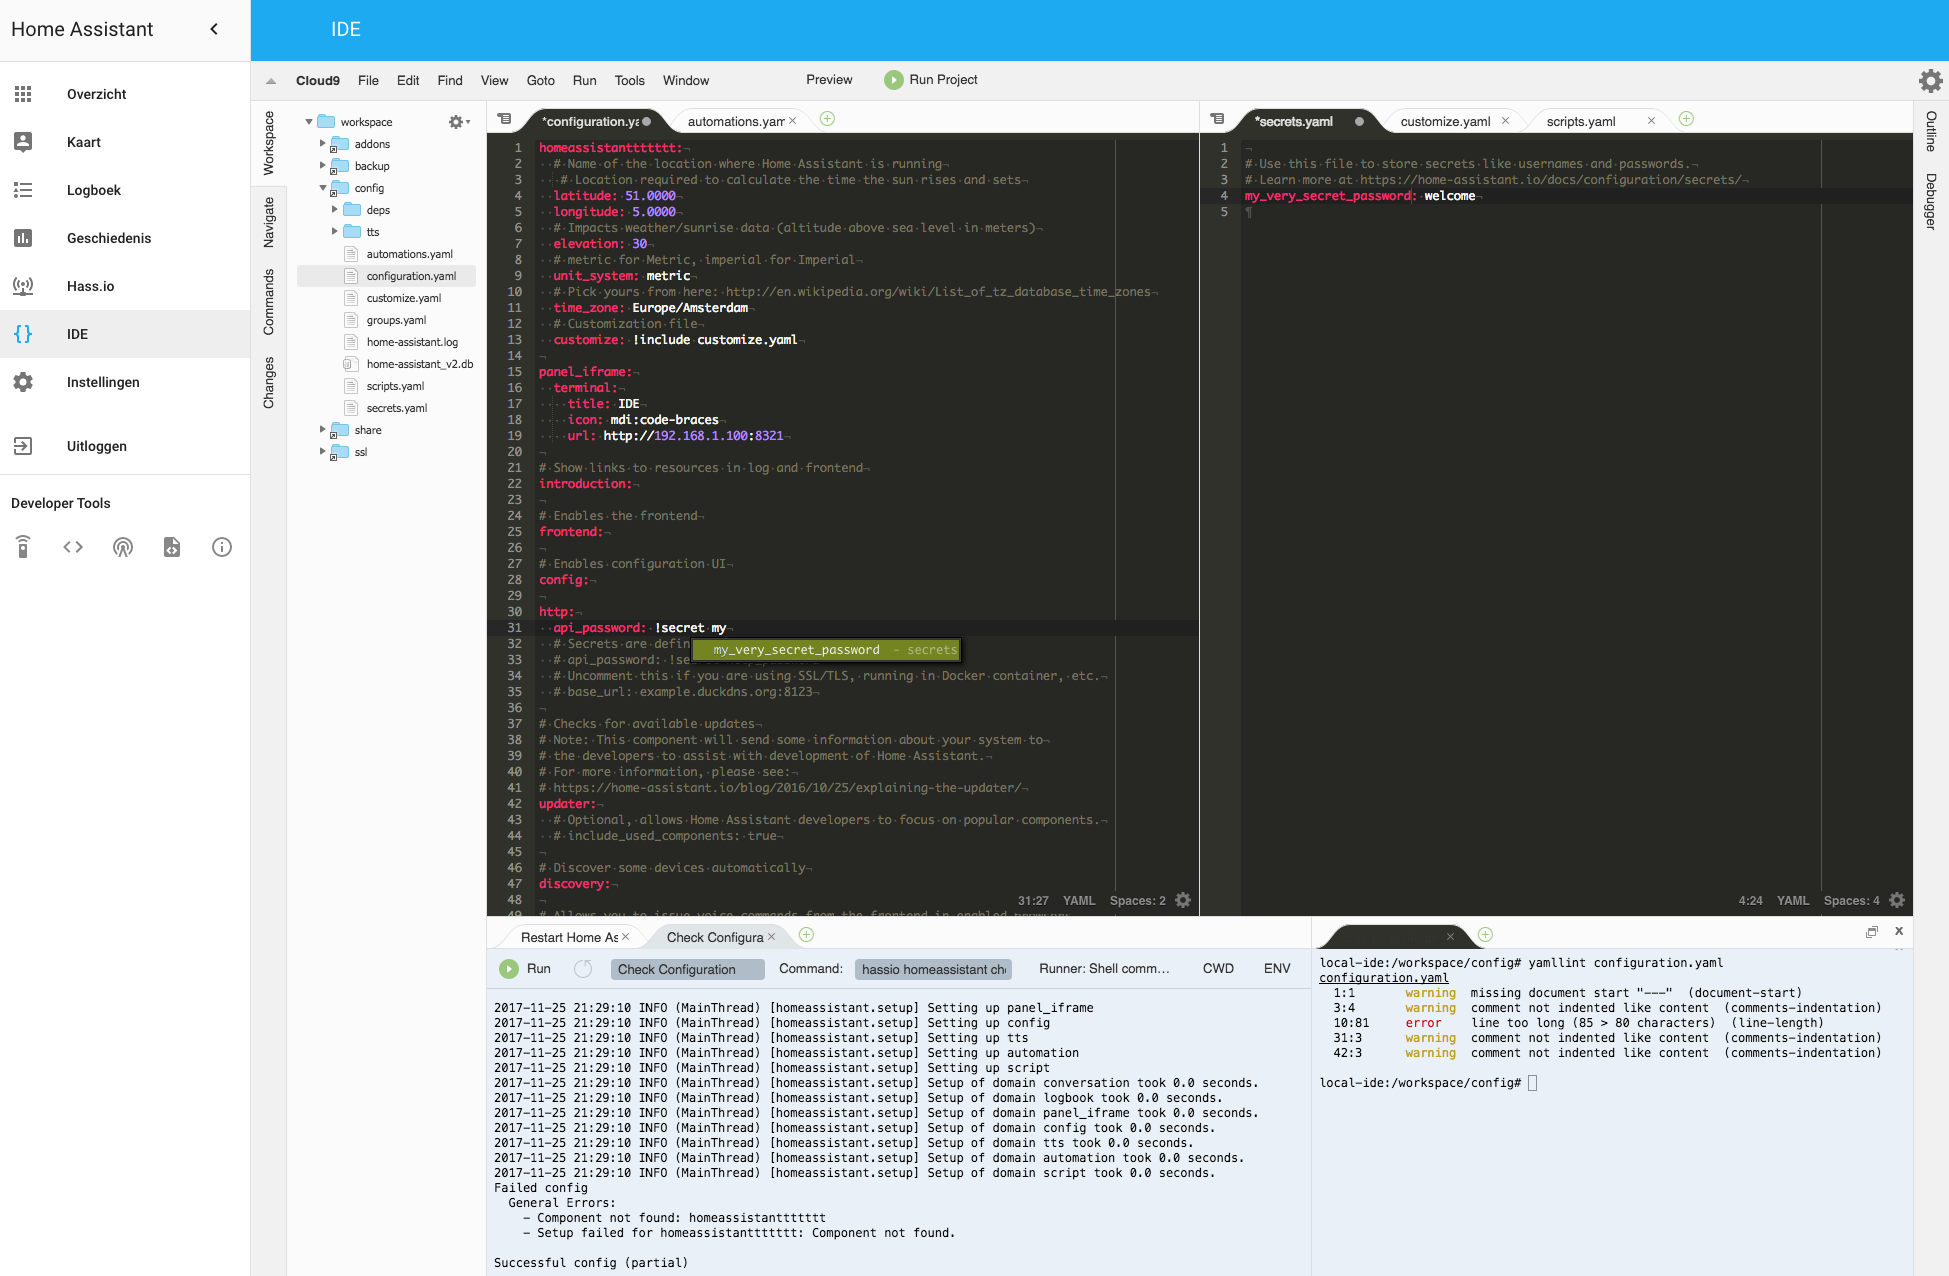 Home Assistant
IDE
Overzicht
Kaart
Logboek
Geschiedenis
Hass.io
IDE
Instellingen
Uitloggen
Developer Tools
Cloud9 File Edit Find View Goto Run Tools Window Preview Run Project
Workspace
Navigate
Commands
Changes
workspace
addons
backup
config
deps
tts
automations.yaml
configuration.yaml
customize.yaml
groups.yaml
home-assistant.log
home-assistant_v2.db
scripts.yaml
secrets.yaml
share
ssl
*configuration.ya automations.yam
1 homeassistanttttttt:
2 # Name of the location where Home Assistant is running
3 # Location required to calculate the time the sun rises and sets
4 latitude: 51.0000
5 longitude: 5.0000
6 # Impacts weather/sunrise data (altitude above sea level in meters)
7 elevation: 30
8 # metric for Metric, imperial for Imperial
9 unit_system: metric
10 # Pick yours from here: http://en.wikipedia.org/wiki/List_of_tz_database_time_zones
11 time_zone: Europe/Amsterdam
12 # Customization file
13 customize: !include customize.yaml
14
15 panel_iframe:
16 terminal:
17 title: IDE
18 icon: mdi:code-braces
19 url: http://192.168.1.100:8321
20
21 # Show links to resources in log and frontend
22 introduction:
23
24 # Enables the frontend
25 frontend:
26
27 # Enables configuration UI
28 config:
29
30 http:
31 api_password: !secret my
my_very_secret_password - secrets
32 # Secrets are defin
33 # api_password: !se
34 # Uncomment this if you are using SSL/TLS, running in Docker container, etc.
35 # base_url: example.duckdns.org:8123
36
37 # Checks for available updates
38 # Note: This component will send some information about your system to
39 # the developers to assist with development of Home Assistant.
40 # For more information, please see:
41 # https://home-assistant.io/blog/2016/10/25/explaining-the-updater/
42 updater:
43 # Optional, allows Home Assistant developers to focus on popular components.
44 # include_used_components: true
45
46 # Discover some devices automatically
47 discovery:
48
31:27 YAML Spaces: 2
49 # Allows you to issue voice commands from the frontend in enabled browsers
*secrets.yaml customize.yaml scripts.yaml
1
2 # Use this file to store secrets like usernames and passwords.
3 # Learn more at https://home-assistant.io/docs/configuration/secrets/
4 my_very_secret_password: welcome
5
4:24 YAML Spaces: 4
Outline
Debugger
Restart Home As Check Configura
Run Check Configuration Command: hassio homeassistant ch Runner: Shell comm... CWD ENV
2017-11-25 21:29:10 INFO (MainThread) [homeassistant.setup] Setting up panel_iframe
2017-11-25 21:29:10 INFO (MainThread) [homeassistant.setup] Setting up config
2017-11-25 21:29:10 INFO (MainThread) [homeassistant.setup] Setting up tts
2017-11-25 21:29:10 INFO (MainThread) [homeassistant.setup] Setting up automation
2017-11-25 21:29:10 INFO (MainThread) [homeassistant.setup] Setting up script
2017-11-25 21:29:10 INFO (MainThread) [homeassistant.setup] Setup of domain conversation took 0.0 seconds.
2017-11-25 21:29:10 INFO (MainThread) [homeassistant.setup] Setup of domain logbook took 0.0 seconds.
2017-11-25 21:29:10 INFO (MainThread) [homeassistant.setup] Setup of domain panel_iframe took 0.0 seconds.
2017-11-25 21:29:10 INFO (MainThread) [homeassistant.setup] Setup of domain config took 0.0 seconds.
2017-11-25 21:29:10 INFO (MainThread) [homeassistant.setup] Setup of domain tts took 0.0 seconds.
2017-11-25 21:29:10 INFO (MainThread) [homeassistant.setup] Setup of domain automation took 0.0 seconds.
2017-11-25 21:29:10 INFO (MainThread) [homeassistant.setup] Setup of domain script took 0.0 seconds.
Failed config
General Errors:
- Component not found: homeassistanttttttt
- Setup failed for homeassistanttttttt: Component not found.
Successful config (partial)
local-ide:/workspace/config# yamllint configuration.yaml
configuration.yaml
1:1 warning missing document start "---" (document-start)
3:4 warning comment not indented like content (comments-indentation)
10:81 error line too long (85 > 80 characters) (line-length)
31:3 warning comment not indented like content (comments-indentation)
42:3 warning comment not indented like content (comments-indentation)
local-ide:/workspace/config#